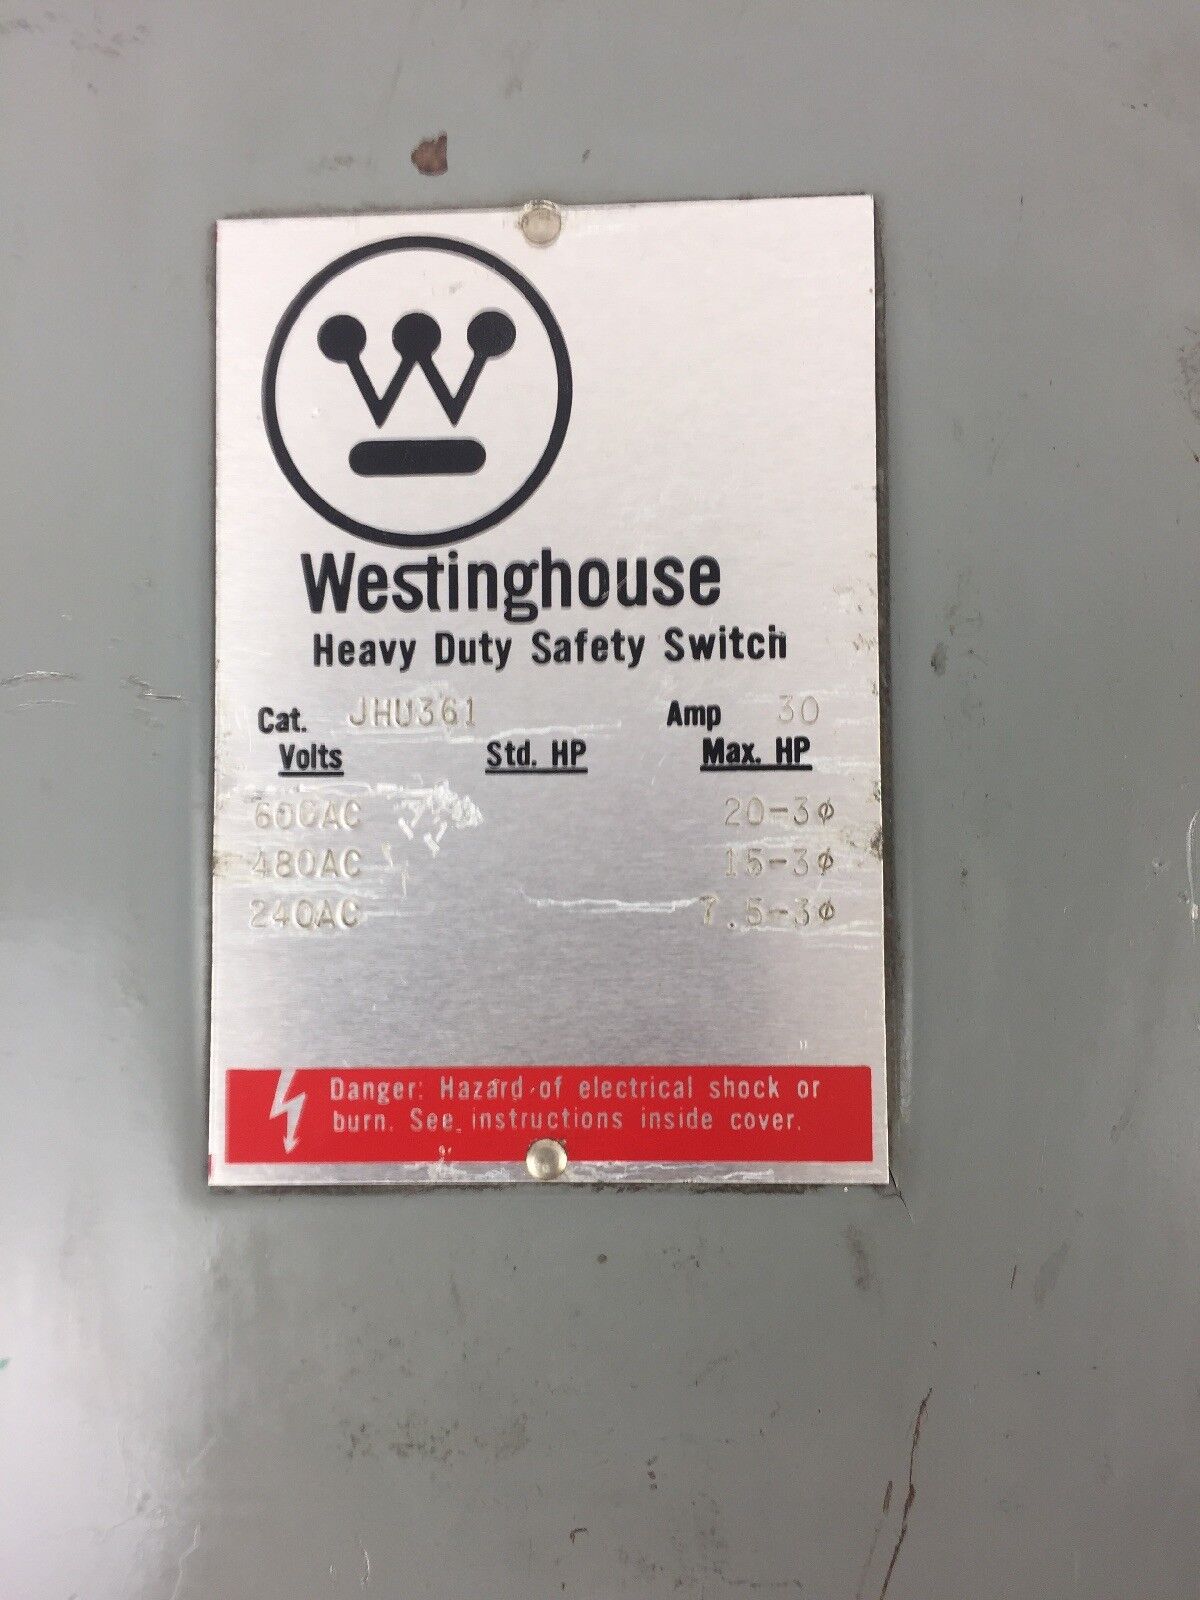 Westinghouse
Heavy Duty Safety Switch
Cat. JHU361 Amp 30
Volts Std. HP Max. HP
600AC 20-3ϕ
480AC 15-3ϕ
240AC 7.5-3ϕ
Danger: Hazard of electrical shock or
burn. See instructions inside cover.